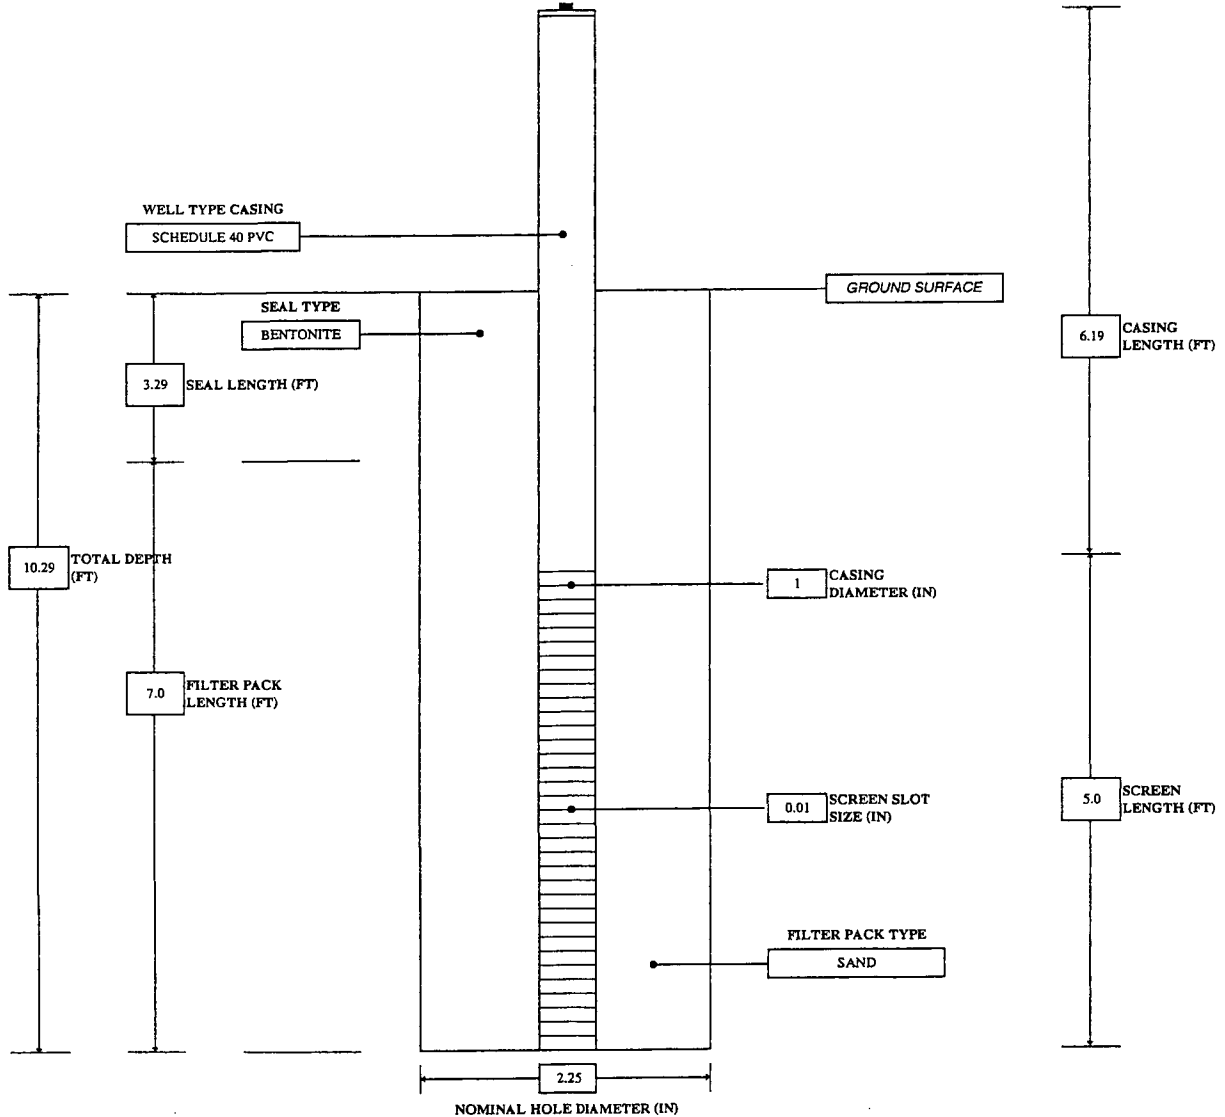 WELL TYPE CASING
SCHEDULE 40 PVC
GROUND SURFACE
SEAL TYPE
BENTONITE
6.19
CASING
LENGTH (FT)
3.29
SEAL LENGTH (FT)
10.29
TOTAL DEPTH
(FT)
1
CASING
DIAMETER (IN)
7.0
FILTER PACK
LENGTH (FT)
0.01
SCREEN SLOT
SIZE (IN)
5.0
SCREEN
LENGTH (FT)
FILTER PACK TYPE
SAND
2.25
NOMINAL HOLE DIAMETER (IN)